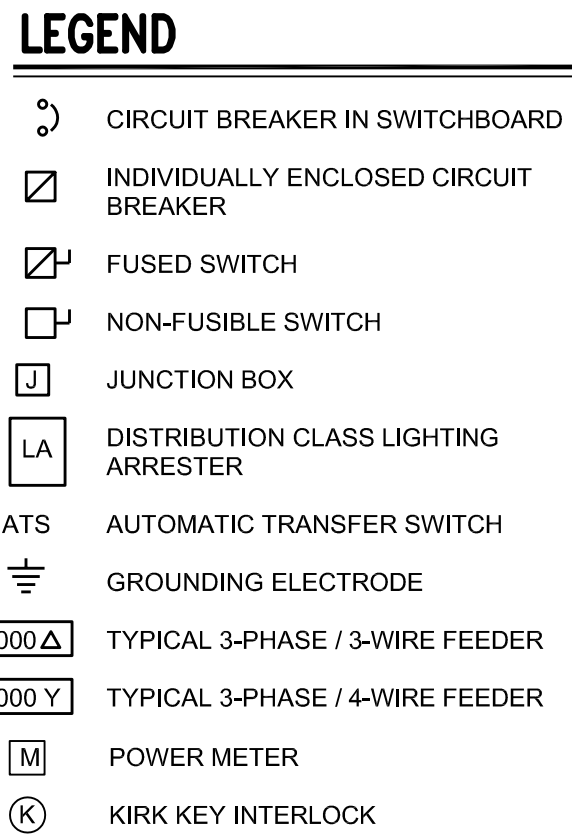 LEGEND
CIRCUIT BREAKER IN SWITCHBOARD
INDIVIDUALLY ENCLOSED CIRCUIT
BREAKER
FUSED SWITCH
NON-FUSIBLE SWITCH
J JUNCTION BOX
LA DISTRIBUTION CLASS LIGHTING
ARRESTER
ATS AUTOMATIC TRANSFER SWITCH
GROUNDING ELECTRODE
000 Δ TYPICAL 3-PHASE / 3-WIRE FEEDER
000 Y TYPICAL 3-PHASE / 4-WIRE FEEDER
M POWER METER
K KIRK KEY INTERLOCK